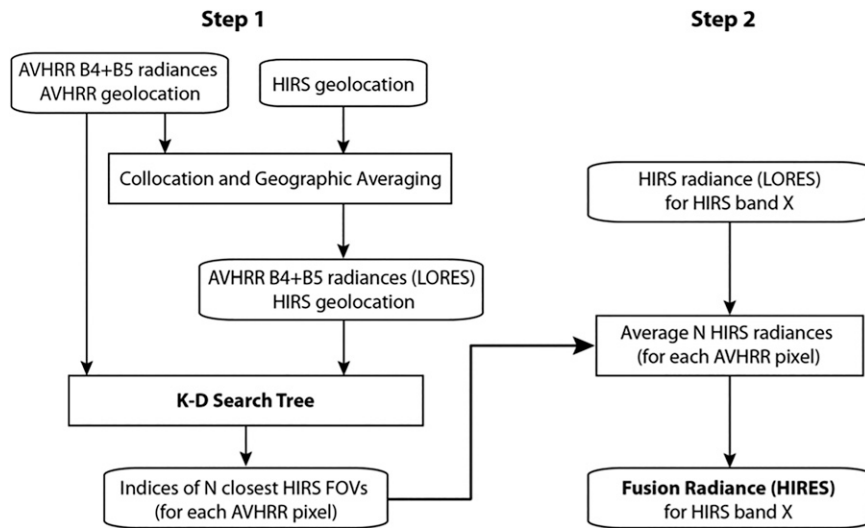 Step 1
AVHRR B4+B5 radiances
AVHRR geolocation
HIRS geolocation
Collocation and Geographic Averaging
AVHRR B4+B5 radiances (LORES)
HIRS geolocation
K-D Search Tree
Indices of N closest HIRS FOVs
(for each AVHRR pixel)
Step 2
HIRS radiance (LORES)
for HIRS band X
Average N HIRS radiances
(for each AVHRR pixel)
Fusion Radiance (HIRES)
for HIRS band X